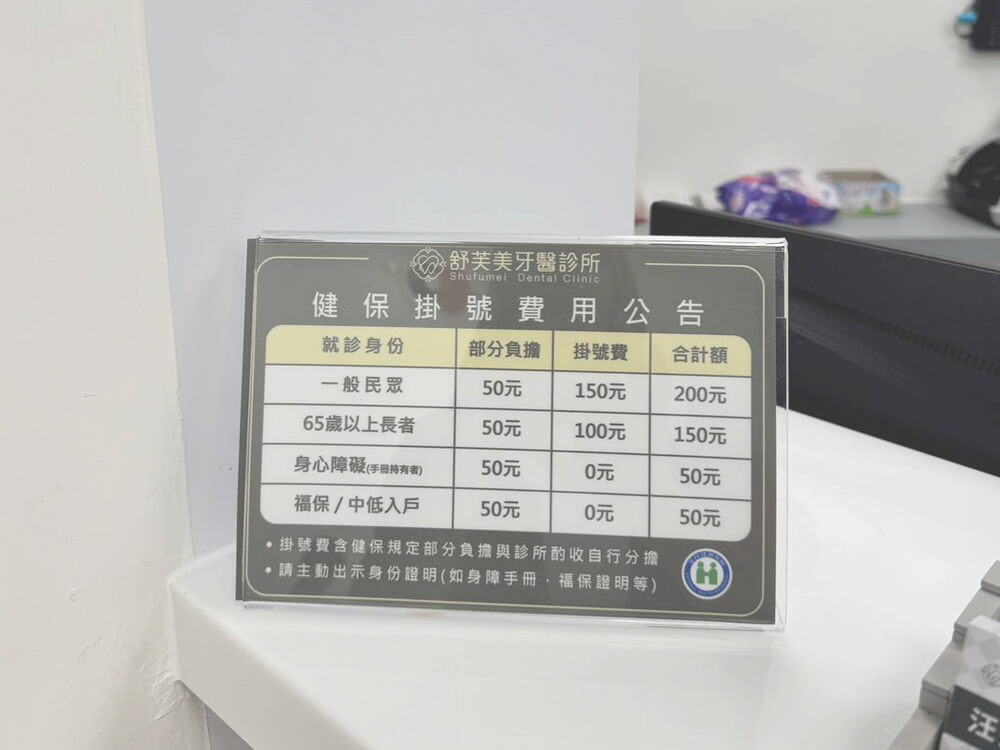 舒芙美牙醫診所
Shufumei Dental Clinic
健保掛號費用公告
就診身份 部分負擔 掛號費 合計額
一般民眾 50元 150元 200元
65歲以上長者 50元 100元 150元
身心障礙(手冊持有者) 50元 0元 50元
福保/中低入戶 50元 0元 50元
•掛號費含健保規定部分負擔與診所酌收自行分擔
•請主動出示身份證明(如身障手冊,福保證明等)
汪